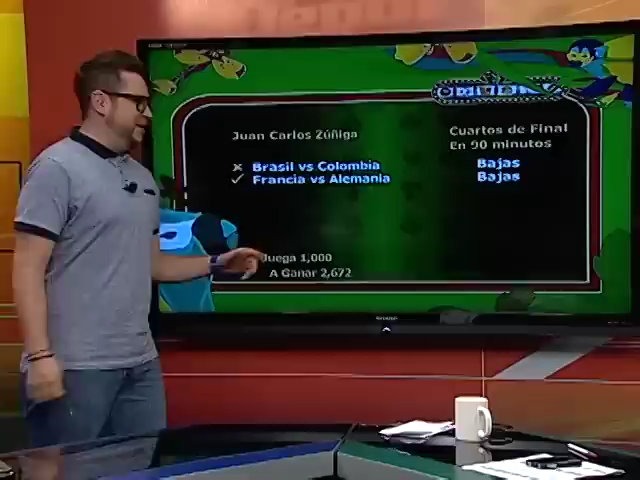 Juan Carlos Zúñiga
Cuartos de Final
En 90 minutos
x Brasil vs Colombia Bajas
✓ Francia vs Alemania Bajas
Juega 1,000
A Ganar 2,672